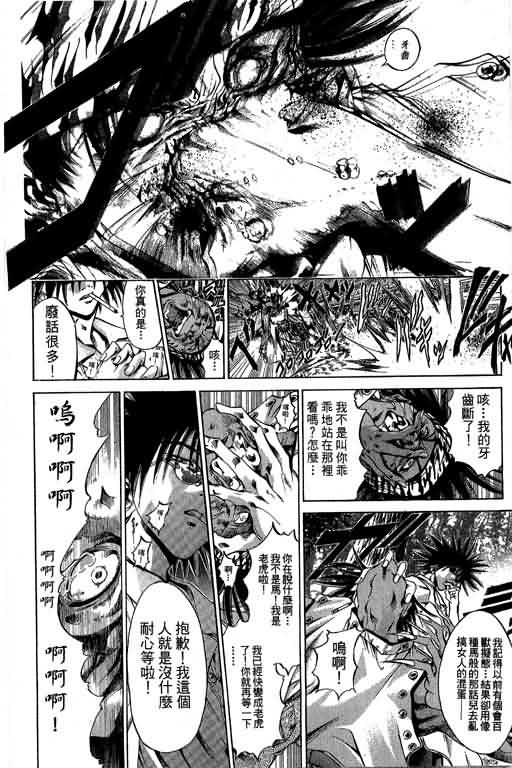 牙齒…
咳…我的牙
齒斷了！
咳…
你真的是…
嗚！
廢話很多！
我不是叫你乖
乖地站在那裡
看嗎？怎麼…
嗚啊
嗚…
嗚啊啊啊
啊啊啊啊
啊啊啊！
我記得以前有個會百
獸擬態…結果卻用像
種馬般的那話兒去亂
搞女人的混蛋…
嗚啊！
你在說什麼啊…
我不是馬！我是
老虎啦！
我已經快變成老虎
了！你就再等一下
抱歉！我這個
人就是沒什麼
耐心等啦！